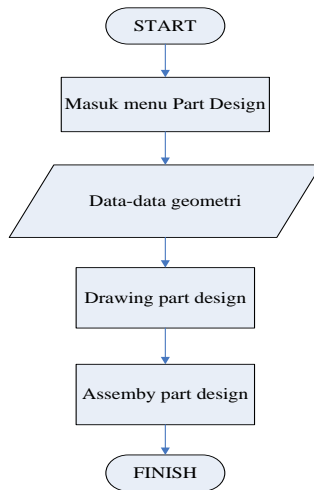 START
Masuk menu Part Design
Data-data geometri
Drawing part design
Assemby part design
FINISH